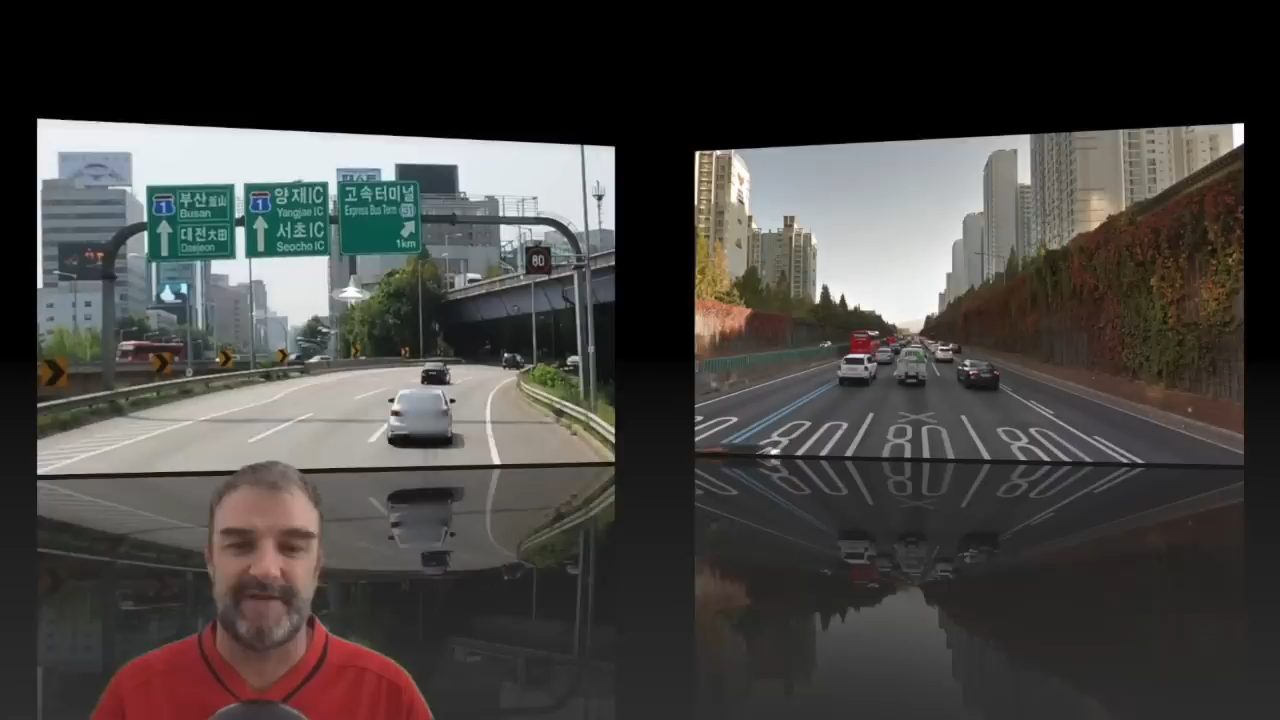 1
부산 釜山
Busan
대전 大田
Daejeon
1
양재IC
Yangjae IC
서초IC
Seocho IC
고속터미널
Express Bus Term
31
1km
80
80
80
80